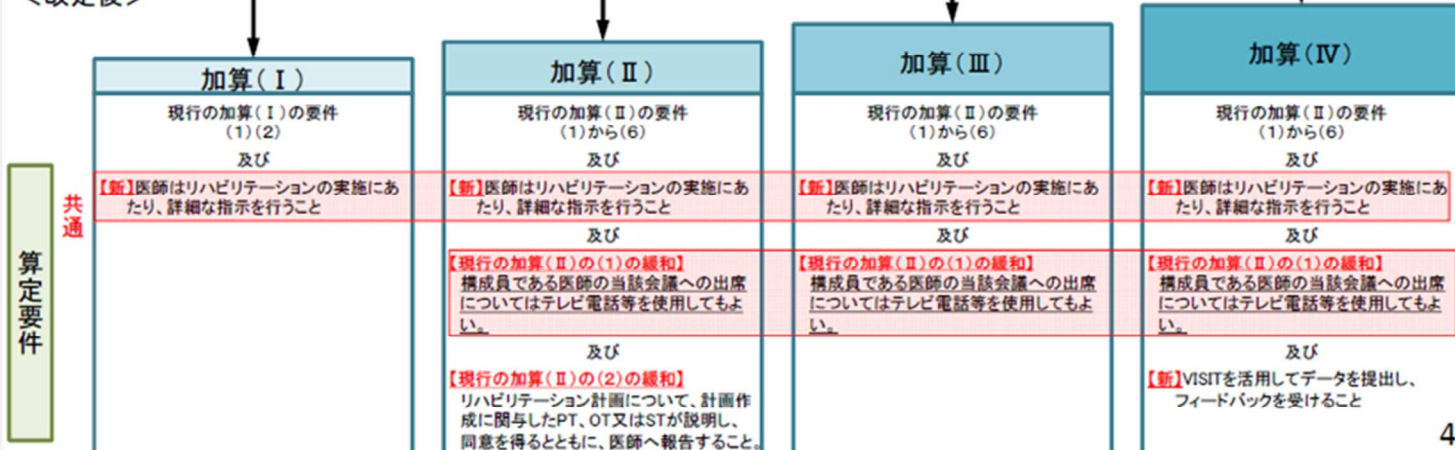 <改定後>
加算(Ⅰ)
現行の加算(Ⅰ)の要件
(1)(2)
及び
【新】医師はリハビリテーションの実施にあ
たり、詳細な指示を行うこと
加算(Ⅱ)
現行の加算(Ⅱ)の要件
(1)から(6)
及び
【新】医師はリハビリテーションの実施にあ
たり、詳細な指示を行うこと
及び
【現行の加算(Ⅱ)の(1)の緩和】
構成員である医師の当該会議への出席
についてはテレビ電話等を使用してもよ
い。
及び
【現行の加算(Ⅱ)の(2)の緩和】
リハビリテーション計画について、計画作
成に関与したPT、OT又はSTが説明し、
同意を得るとともに、医師へ報告すること。
加算(Ⅲ)
現行の加算(Ⅱ)の要件
(1)から(6)
及び
【新】医師はリハビリテーションの実施にあ
たり、詳細な指示を行うこと
及び
【現行の加算(Ⅱ)の(1)の緩和】
構成員である医師の当該会議への出席
についてはテレビ電話等を使用してもよ
い。
加算(Ⅳ)
現行の加算(Ⅱ)の要件
(1)から(6)
及び
【新】医師はリハビリテーションの実施にあ
たり、詳細な指示を行うこと
及び
【現行の加算(Ⅱ)の(1)の緩和】
構成員である医師の当該会議への出席
についてはテレビ電話等を使用してもよ
い。
及び
【新】VISITを活用してデータを提出し、
フィードバックを受けること
共通
算定要件
4